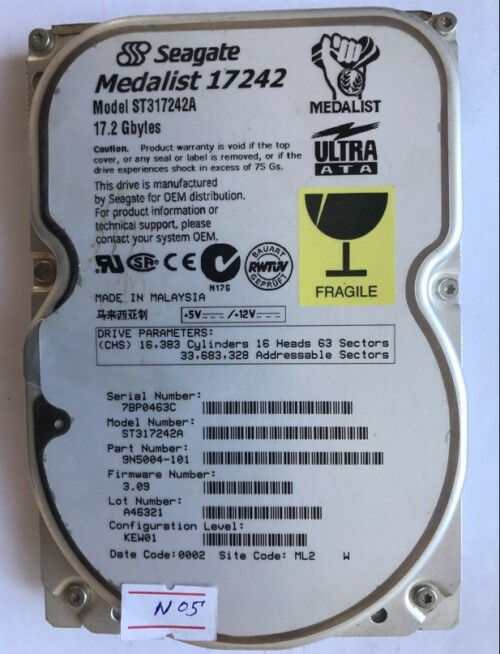 Seagate
Medalist 17242
Model ST317242A
17.2 Gbytes
MEDALIST
ULTRA
ATA
Caution. Product warranty is void if the top
cover, or any seal or label is removed, or if the
drive experiences shock in excess of 75 Gs.
This drive is manufactured
by Seagate for OEM distribution.
For product information or
technical support, please
contact your system OEM.
FRAGILE
N176
BAUART
RWTÜV
GEPRÜFT
MADE IN MALAYSIA
马来西亚制
+5V /+12V
DRIVE PARAMETERS:
(CHS) 16,383 Cylinders 16 Heads 63 Sectors
33,683,328 Addressable Sectors
Serial Number:
7BP0463C
Model Number:
ST317242A
Part Number:
9N5004-101
Firmware Number:
3.09
Lot Number:
A46321
Configuration Level:
KEW01
Date Code:0002 Site Code: ML2 W
N 05